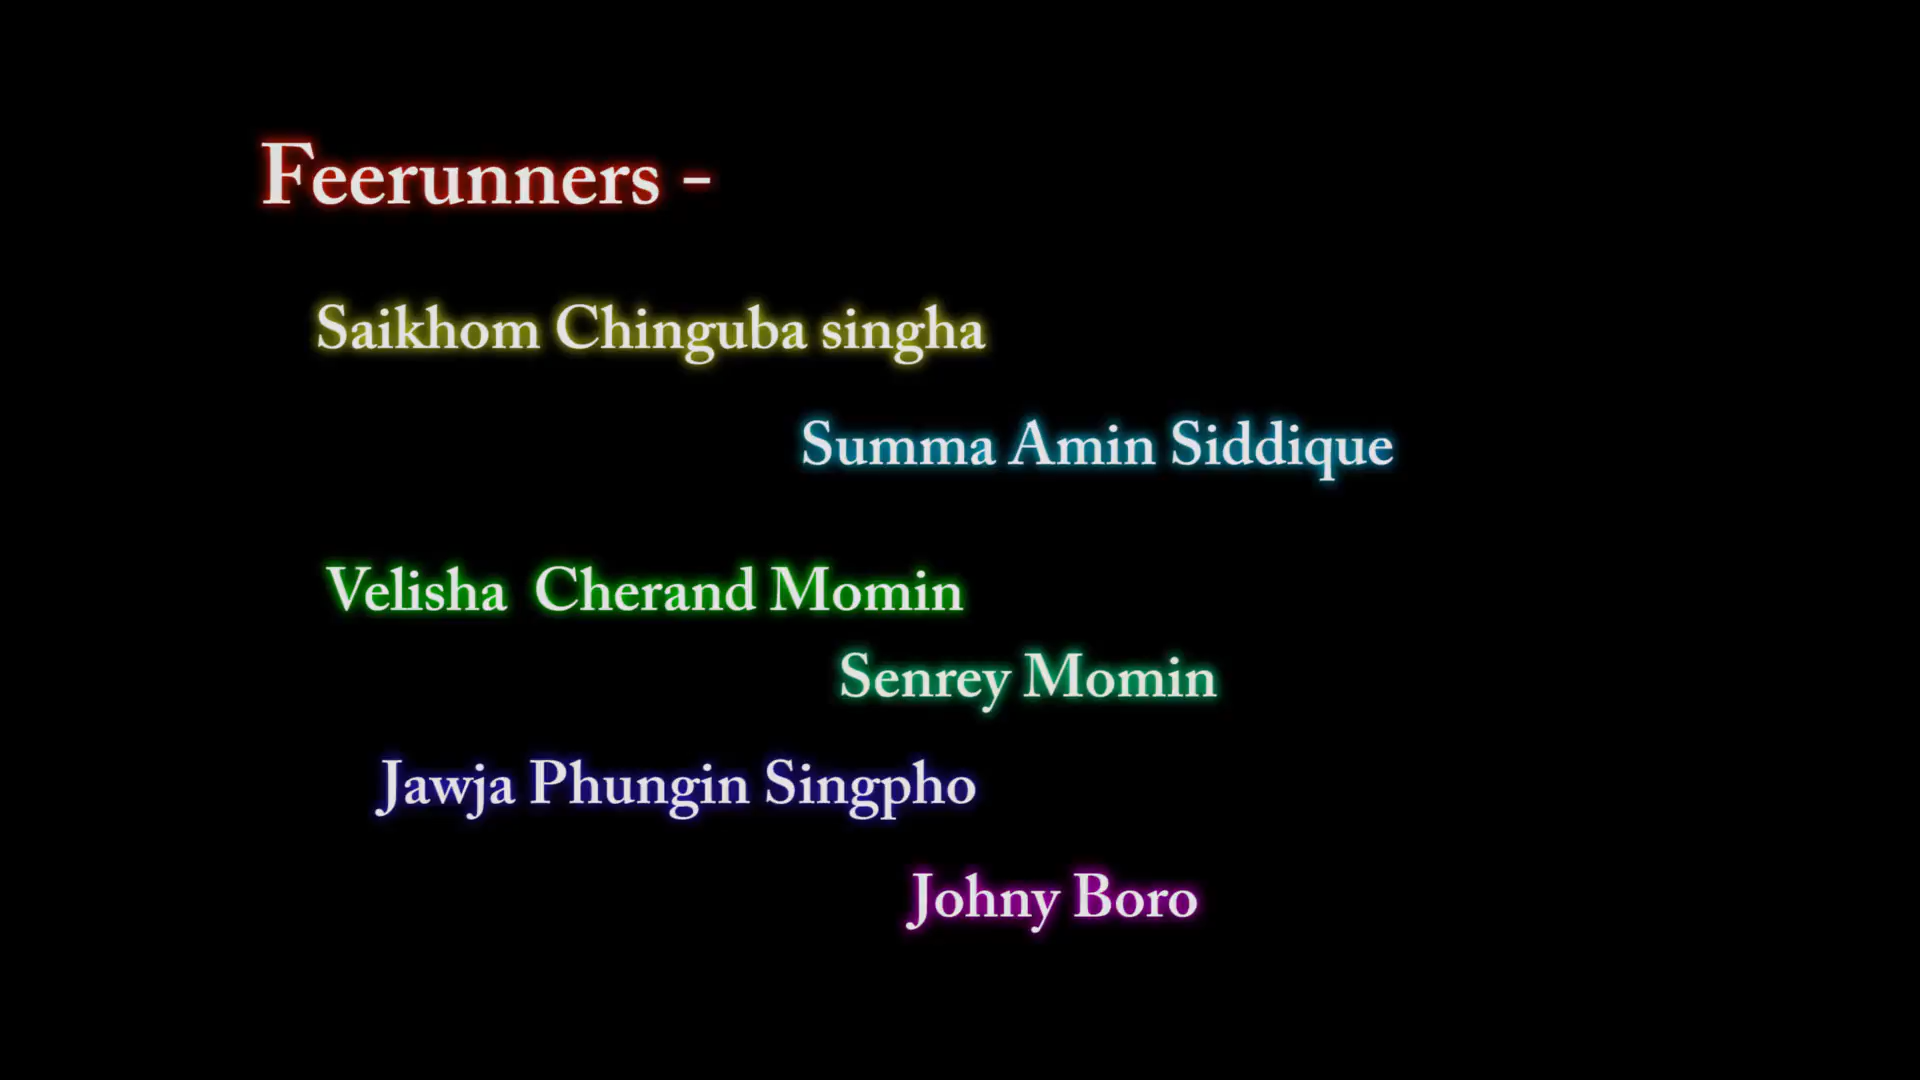 Feerunners -
Saikhom Chinguba singha
Summa Amin Siddique
Velisha Cherand Momin
Senrey Momin
Jawja Phungin Singpho
Johny Boro